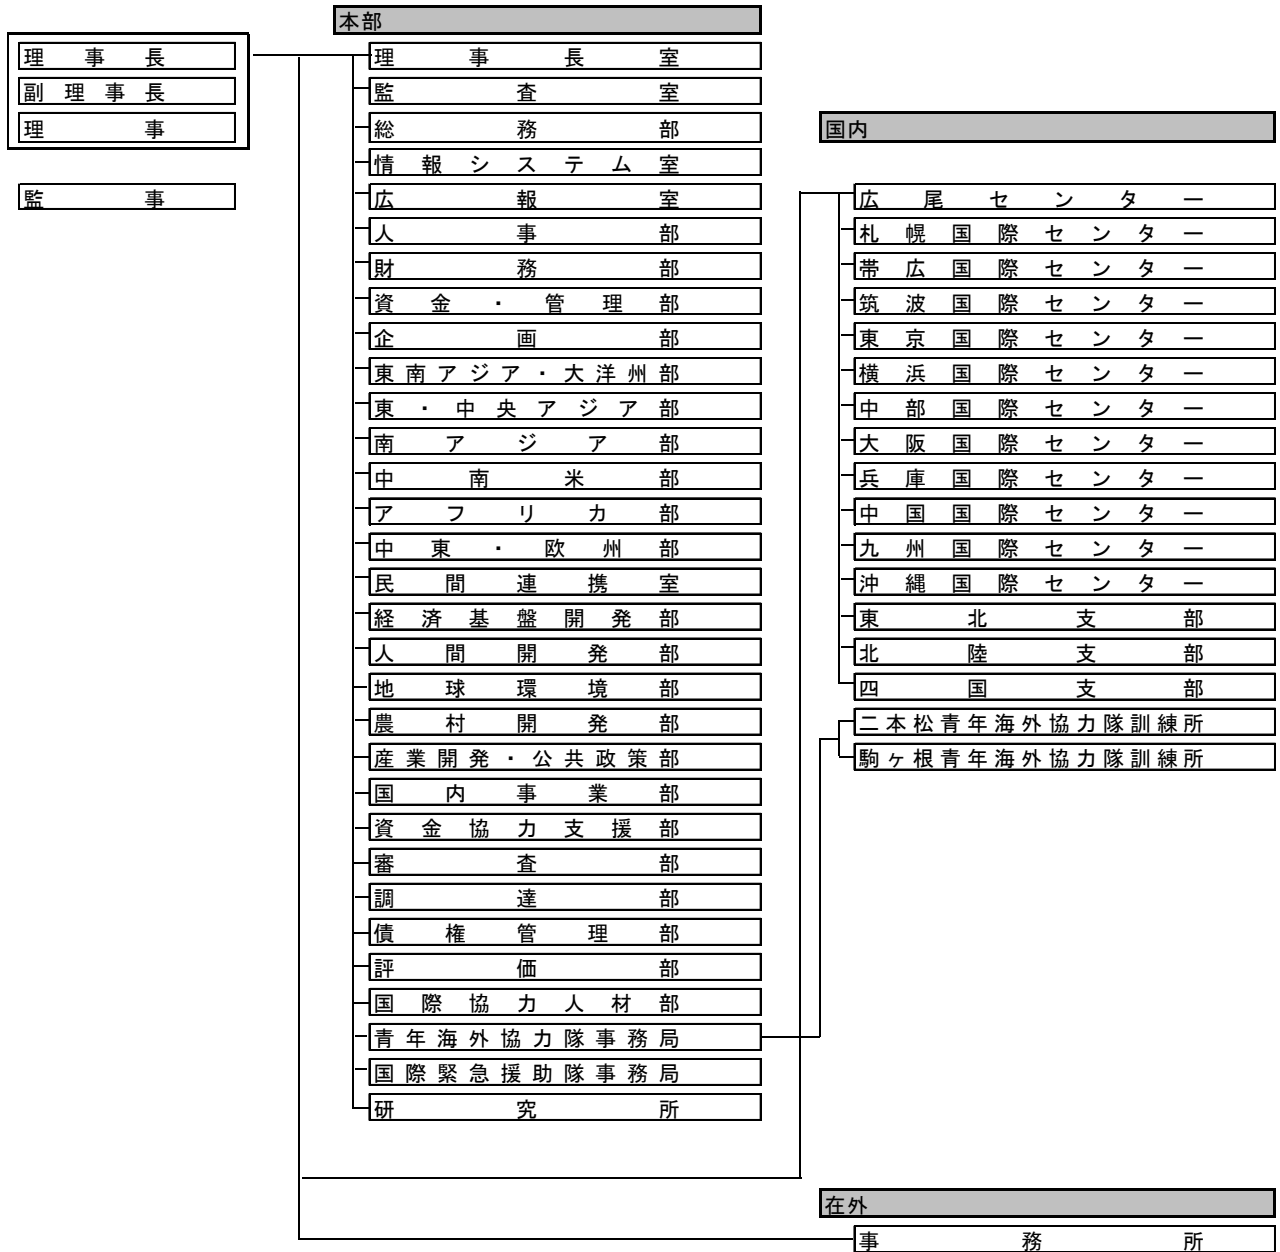 本部
理事長
副理事長
理事
監事
理事長室
監査室
総務部
情報システム室
広報室
人事部
財務部
資金・管理部
企画部
東南アジア・大洋州部
東・中央アジア部
南アジア部
中南米部
アフリカ部
中東・欧州部
民間連携室
経済基盤開発部
人間開発部
地球環境部
農村開発部
産業開発・公共政策部
国内事業部
資金協力支援部
審査部
調達部
債権管理部
評価部
国際協力人材部
青年海外協力隊事務局
国際緊急援助隊事務局
研究所
国内
広尾センター
札幌国際センター
帯広国際センター
筑波国際センター
東京国際センター
横浜国際センター
中部国際センター
大阪国際センター
兵庫国際センター
中国国際センター
九州国際センター
沖縄国際センター
東北支部
北陸支部
四国支部
二本松青年海外協力隊訓練所
駒ヶ根青年海外協力隊訓練所
在外
事務所